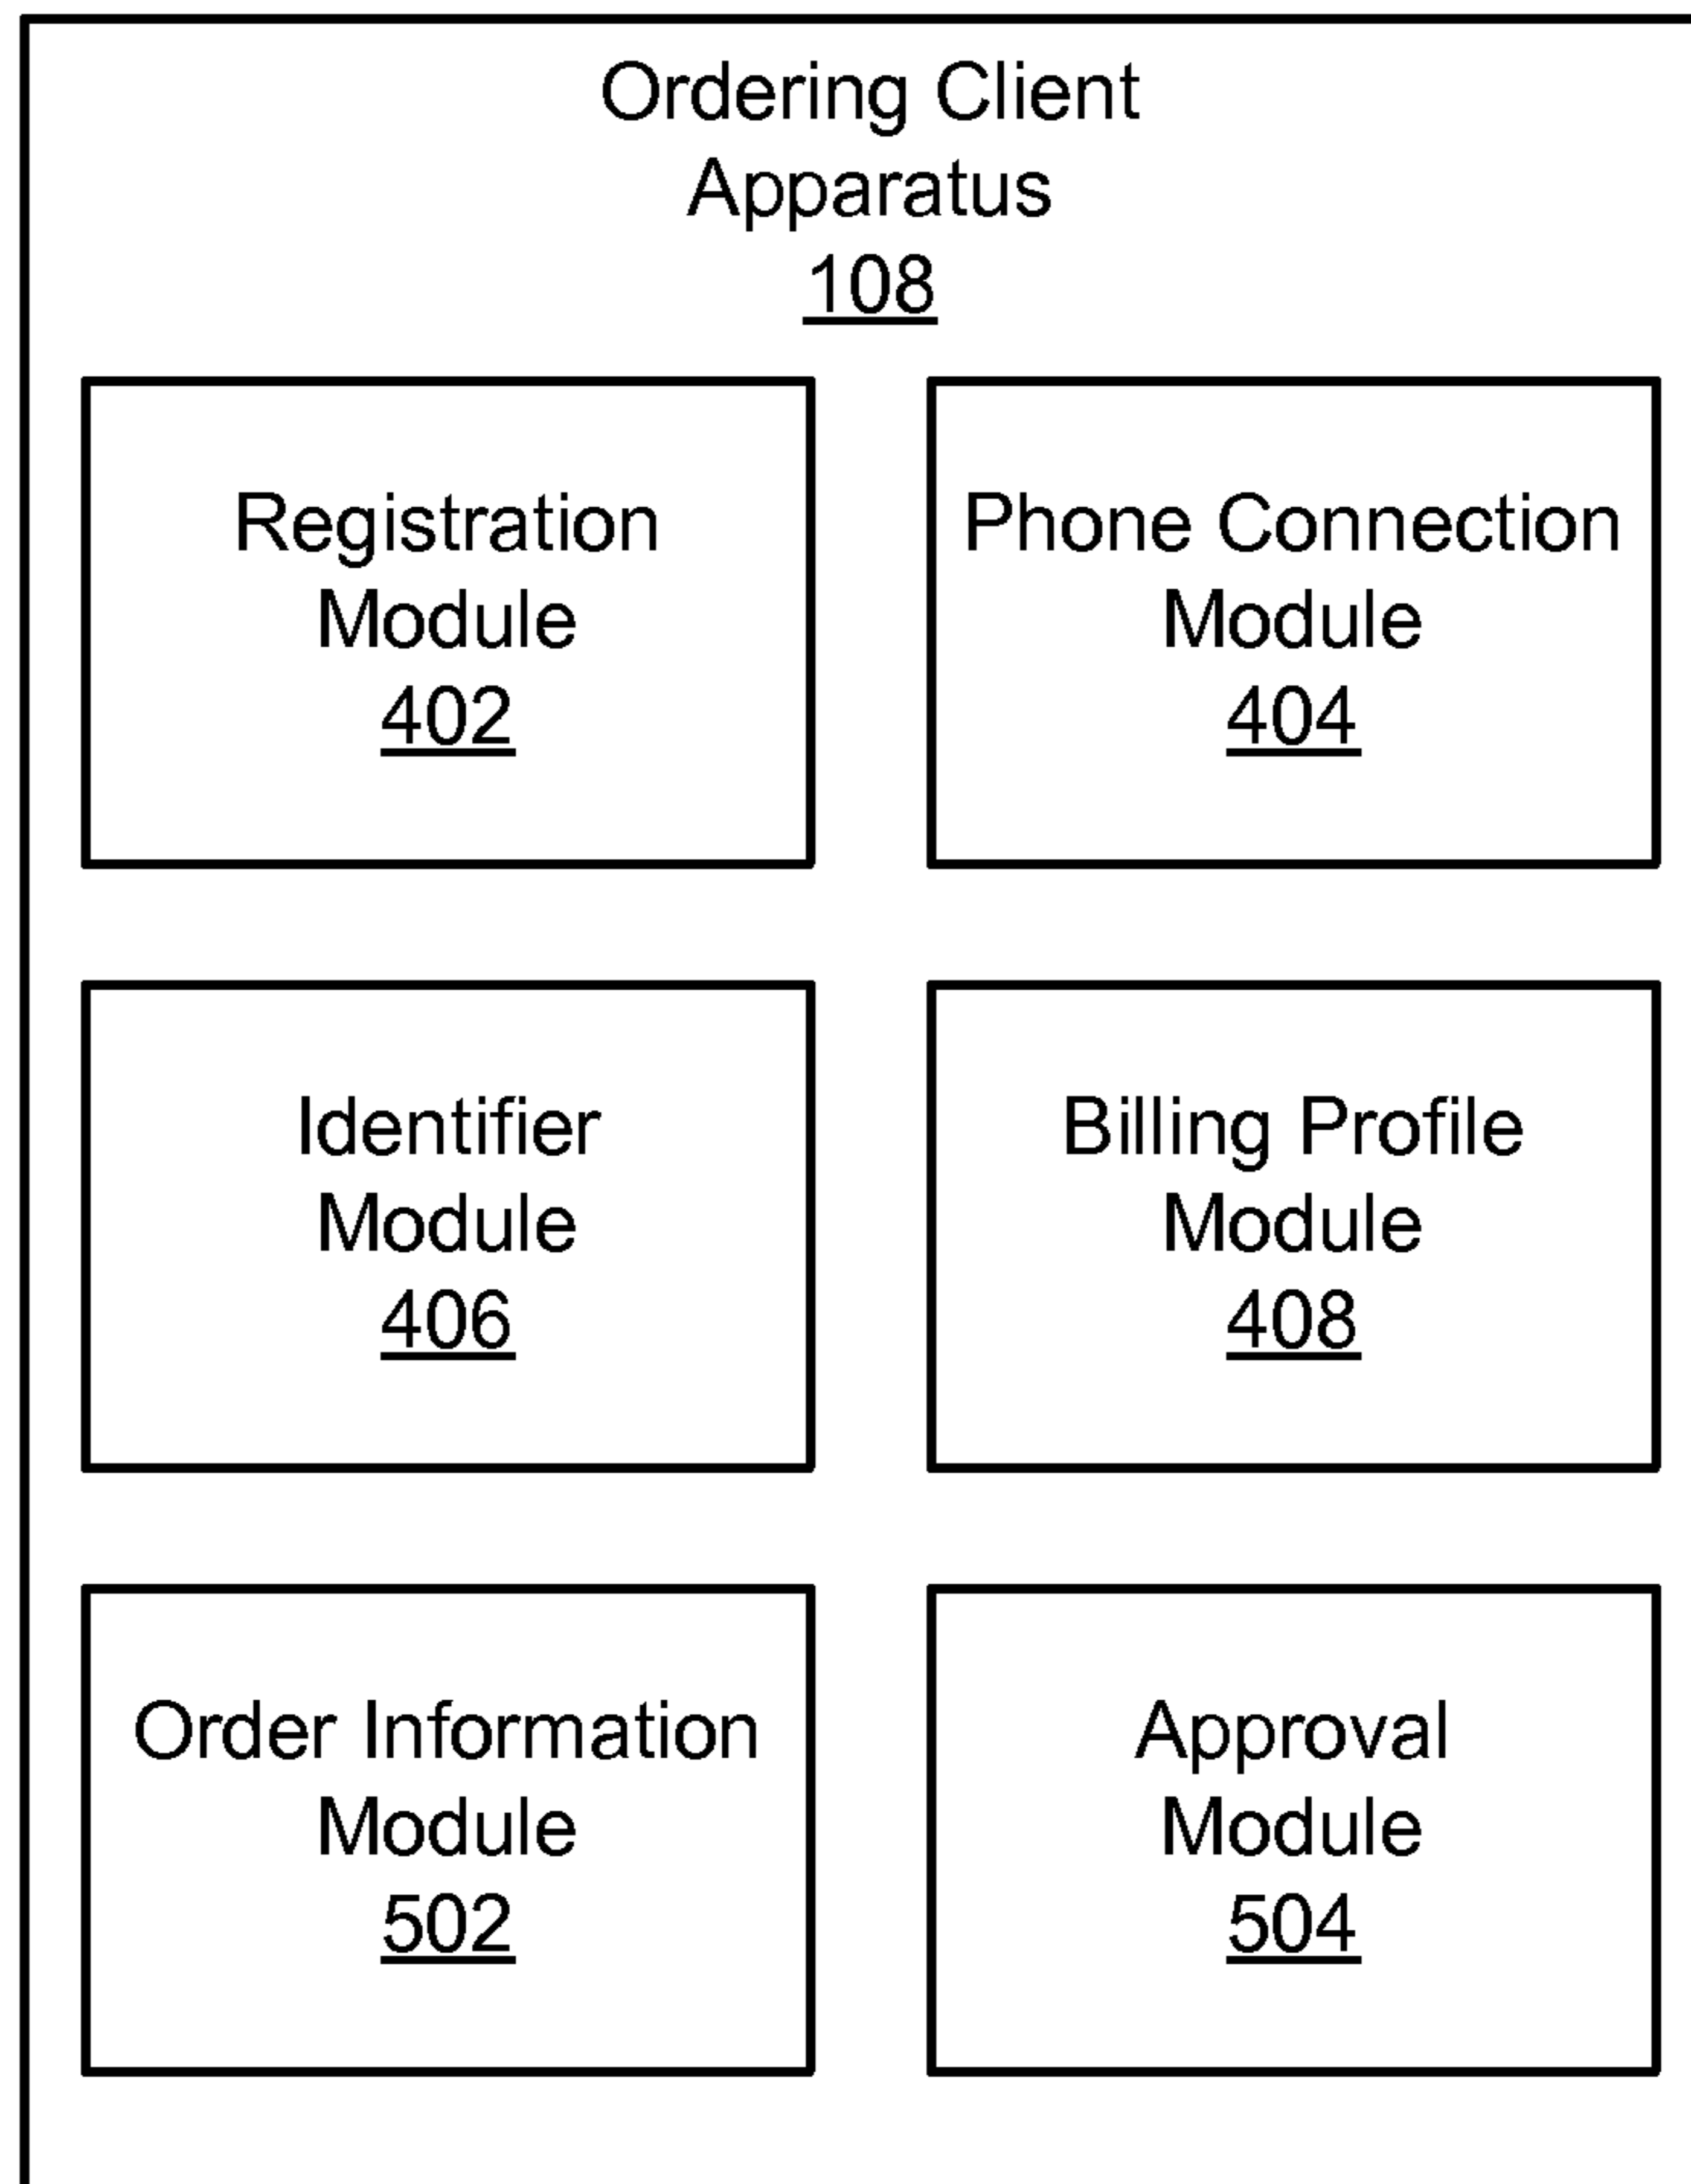 Ordering Client
Apparatus
108
Registration
Module
402
Phone Connection
Module
404
Identifier
Module
406
Billing Profile
Module
408
Order Information
Module
502
Approval
Module
504